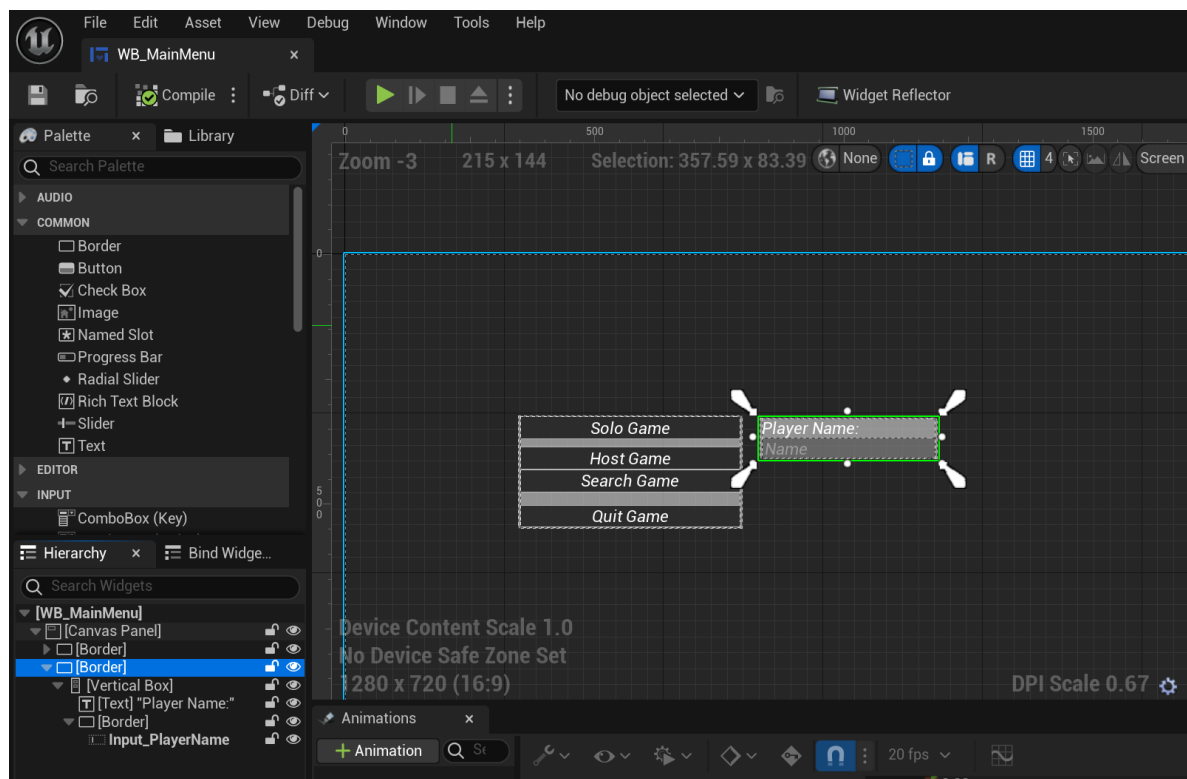 File Edit Asset View Debug Window Tools Help
WB_MainMenu
Compile Diff No debug object selected Widget Reflector
Palette Library
Search Palette
AUDIO
COMMON
Border
Button
Check Box
Image
Named Slot
Progress Bar
Radial Slider
Rich Text Block
Slider
Text
EDITOR
INPUT
ComboBox (Key)
Hierarchy Bind Widge...
Search Widgets
[WB_MainMenu]
[Canvas Panel]
[Border]
[Border]
[Vertical Box]
[Text] "Player Name:"
[Border]
Input_PlayerName
0 500 1000 1500
Zoom -3 215 x 144 Selection: 357.59 x 83.39 None R 4 Screen
0
500
Solo Game
Host Game
Search Game
Quit Game
Player Name:
Name
Device Content Scale 1.0
No Device Safe Zone Set
1280 x 720 (16:9) DPI Scale 0.67
Animations
Animation 20 fps